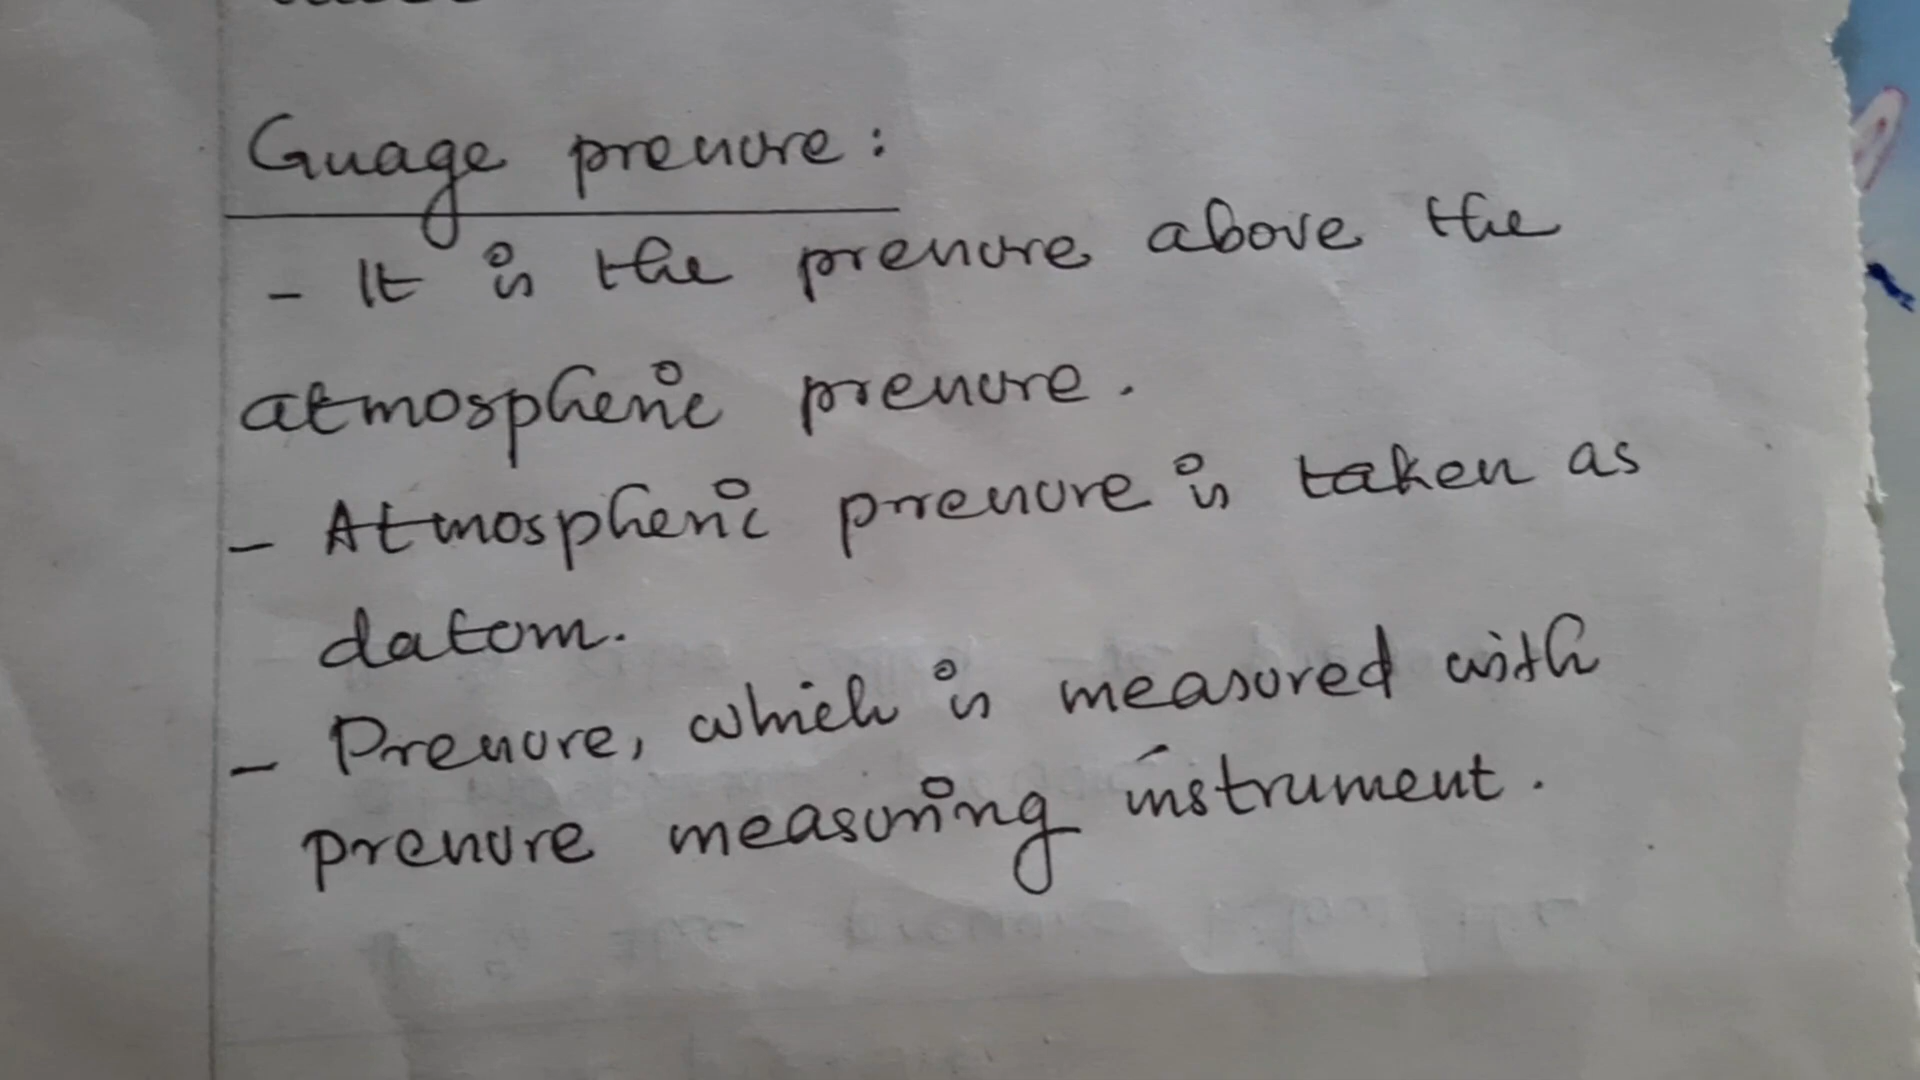 Guage pressure :
- It is the pressure above the
atmospheric pressure.
- Atmospheric pressure is taken as
datum.
- Pressure, which is measured with
pressure measuring instrument.